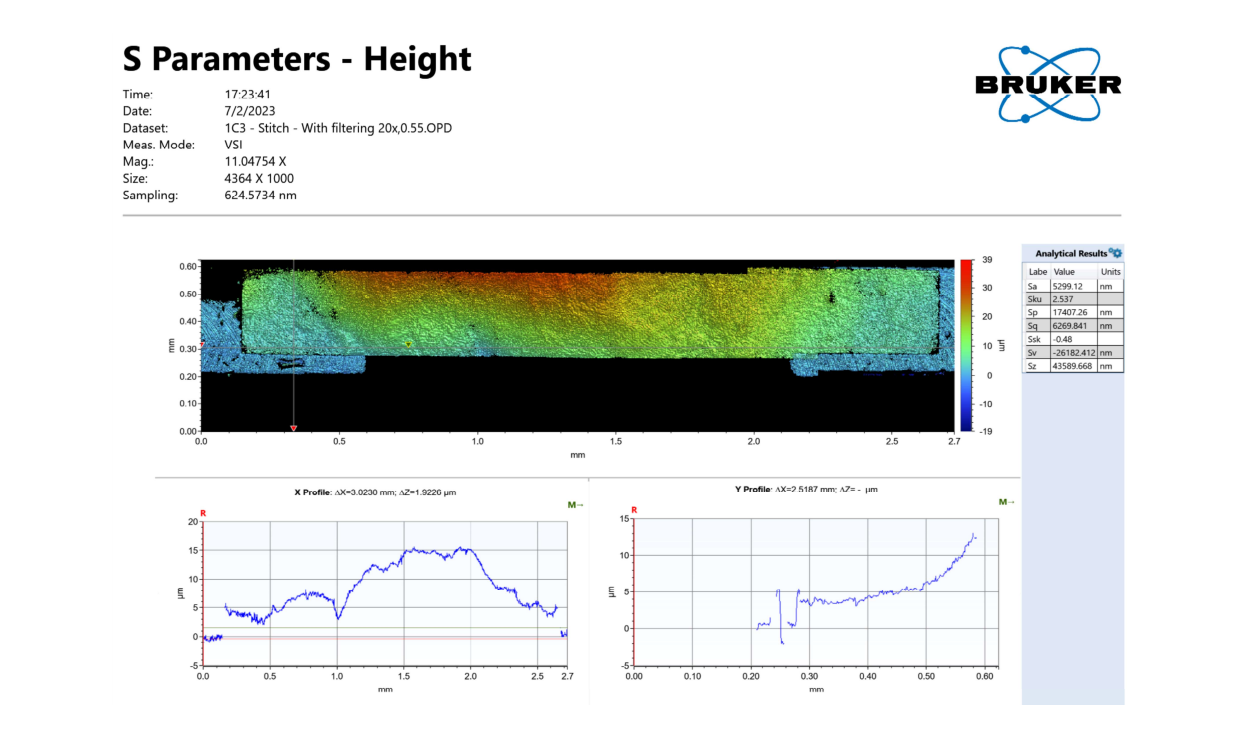 S Parameters - Height
BRUKER
Time: 17:23:41
Date: 7/2/2023
Dataset: 1C3 - Stitch - With filtering 20x,0.55.OPD
Meas. Mode: VSI
Mag.: 11.04754 X
Size: 4364 X 1000
Sampling: 624.5734 nm
0.60
0.50
0.40
0.30
0.20
0.10
0.00
mm
0.0 0.5 1.0 1.5 2.0 2.5 2.7
mm
39
30
20
10
0
-10
-19
µm
Analytical Results
Labe Value Units
Sa 5299.12 nm
Sku 2.537
Sp 17407.26 nm
Sq 6269.841 nm
Ssk -0.48
Sv -26182.412 nm
Sz 43589.668 nm
X Profile: ΔX=3.0230 mm; ΔZ=1.9226 µm
M→
R
20
15
10
5
0
-5
µm
0.0 0.5 1.0 1.5 2.0 2.5 2.7
mm
Y Profile: ΔX=2.5187 mm; ΔZ= - µm
M→
R
15
10
5
0
-5
µm
0.00 0.10 0.20 0.30 0.40 0.50 0.60
mm